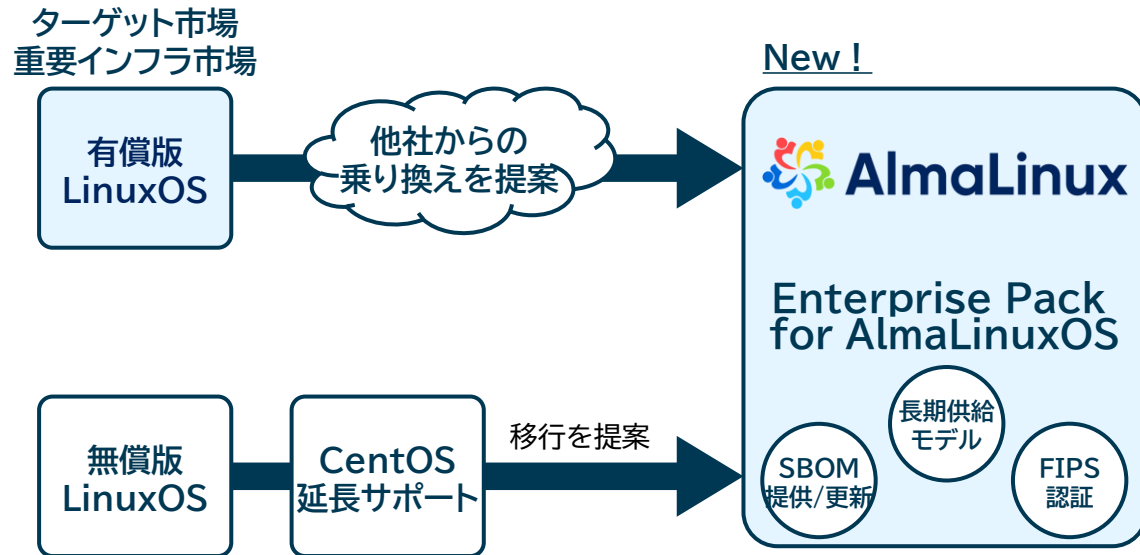 ターゲット市場
重要インフラ市場
New！
有償版
LinuxOS
他社からの
乗り換えを提案
AlmaLinux
Enterprise Pack
for AlmaLinuxOS
無償版
LinuxOS
CentOS
延長サポート
移行を提案
長期供給
モデル
SBOM
提供/更新
FIPS
認証